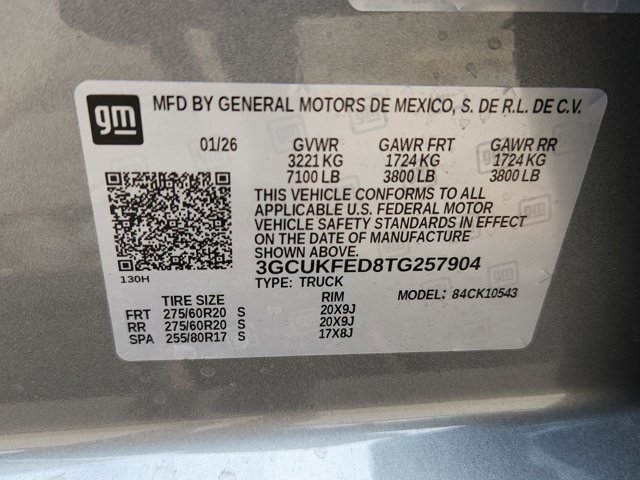 gm
MFD BY GENERAL MOTORS DE MEXICO, S. DE R.L. DE C.V.
01/26 GVWR GAWR FRT GAWR RR
3221 KG 1724 KG 1724 KG
7100 LB 3800 LB 3800 LB
THIS VEHICLE CONFORMS TO ALL
APPLICABLE U.S. FEDERAL MOTOR
VEHICLE SAFETY STANDARDS IN EFFECT
ON THE DATE OF MANUFACTURE
SHOWN ABOVE.
3GCUKFED8TG257904
130H
TYPE: TRUCK MODEL: 84CK10543
TIRE SIZE RIM
FRT 275/60R20 S 20X9J
RR 275/60R20 S 20X9J
SPA 255/80R17 S 17X8J